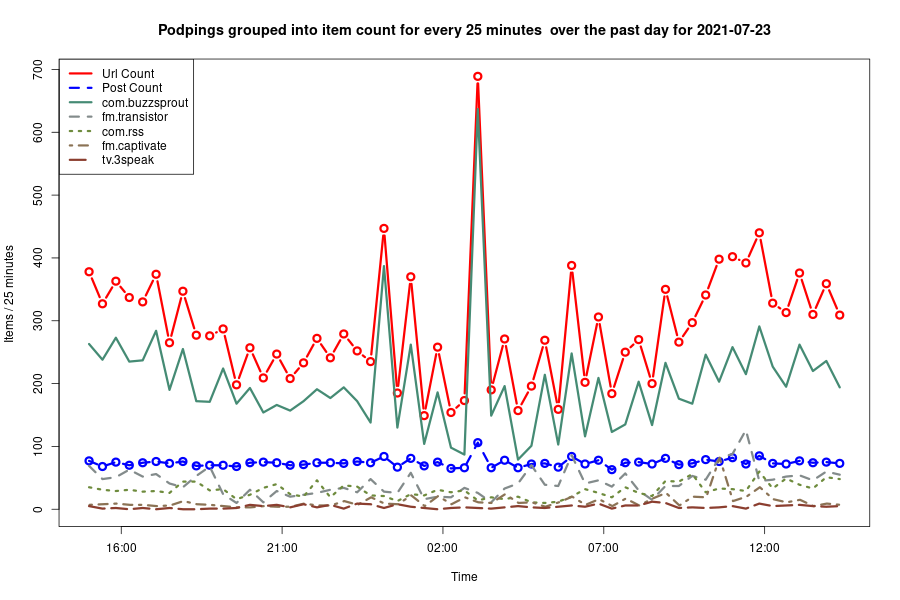 Podpings grouped into item count for every 25 minutes  over the past day for 2021-07-23
Url Count
Post Count
com.buzzsprout
fm.transistor
com.rss
fm.captivate
tv.3speak
700
600
500
400
300
200
100
0
Items / 25 minutes
16:00 21:00 02:00 07:00 12:00
Time